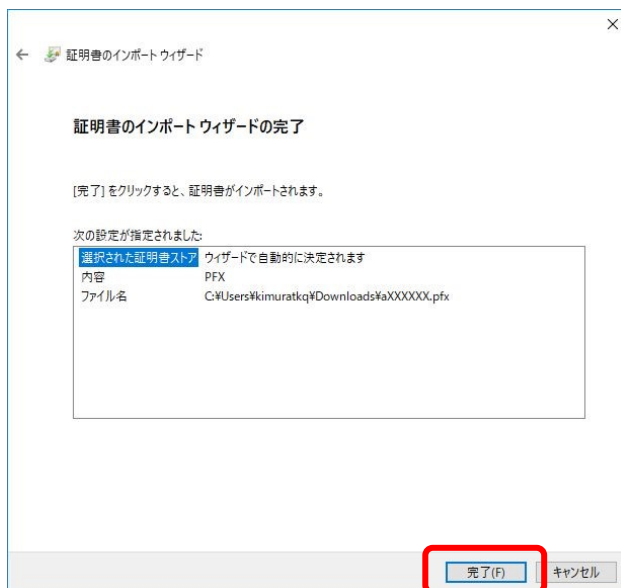 証明書のインポート ウィザード
証明書のインポート ウィザードの完了
[完了] をクリックすると、証明書がインポートされます。
次の設定が指定されました:
選択された証明書ストア ウィザードで自動的に決定されます
内容 PFX
ファイル名 C:¥Users¥kimuratkq¥Downloads¥aXXXXXX.pfx
完了(F) キャンセル